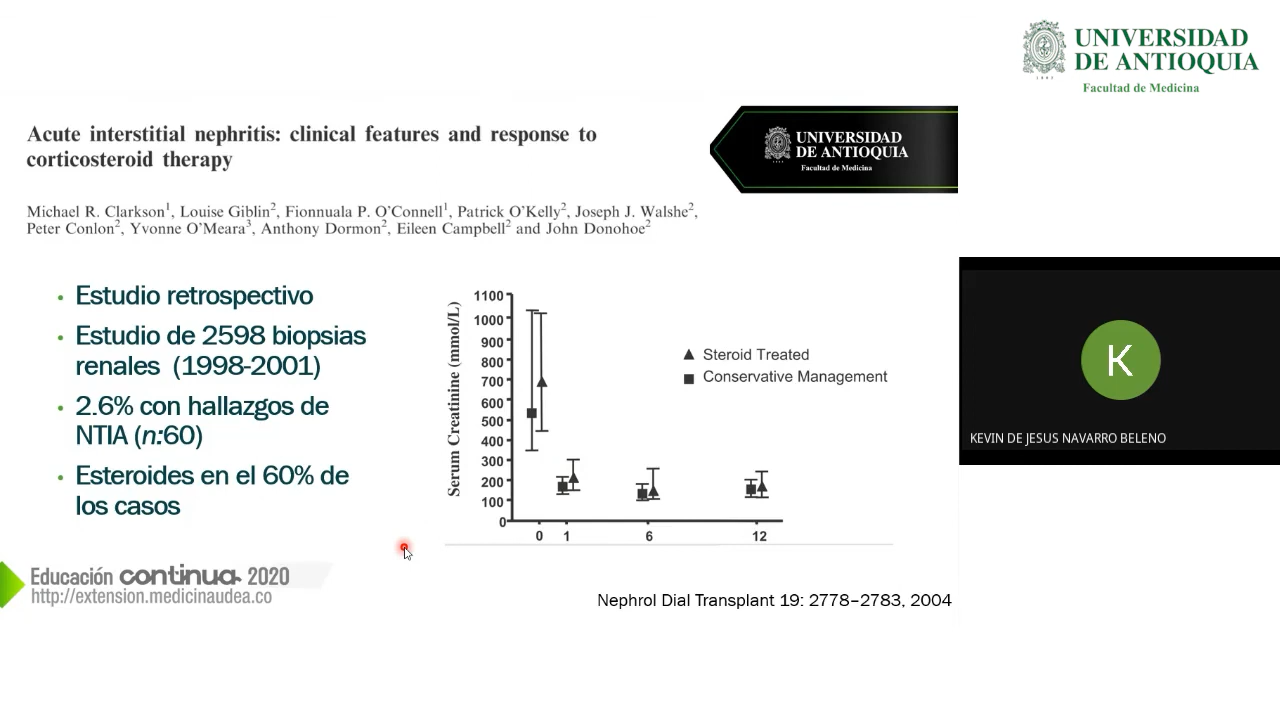 UNIVERSIDAD
DE ANTIOQUIA
1803
Facultad de Medicina
Acute interstitial nephritis: clinical features and response to
corticosteroid therapy
UNIVERSIDAD
DE ANTIOQUIA
Facultad de Medicina
Michael R. Clarkson1, Louise Giblin2, Fionnuala P. O'Connell1, Patrick O'Kelly2, Joseph J. Walshe2,
Peter Conlon2, Yvonne O'Meara3, Anthony Dormon2, Eileen Campbell2 and John Donohoe2
• Estudio retrospectivo
• Estudio de 2598 biopsias
renales (1998-2001)
• 2.6% con hallazgos de
NTIA (n:60)
• Esteroides en el 60% de
los casos
Serum Creatinine (mmol/L)
1100
1000
900
800
700
600
500
400
300
200
100
0
0 1 6 12
Steroid Treated
Conservative Management
KEVIN DE JESUS NAVARRO BELENO
K
Educación continua 2020
http://extension.medicinaudea.co
Nephrol Dial Transplant 19: 2778–2783, 2004